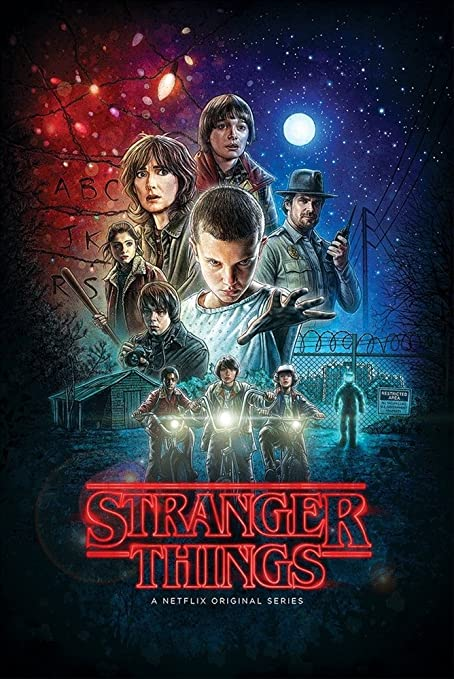 A B C
J K
R S
RESTRICTED
AREA
STRANGER
THINGS
A NETFLIX ORIGINAL SERIES